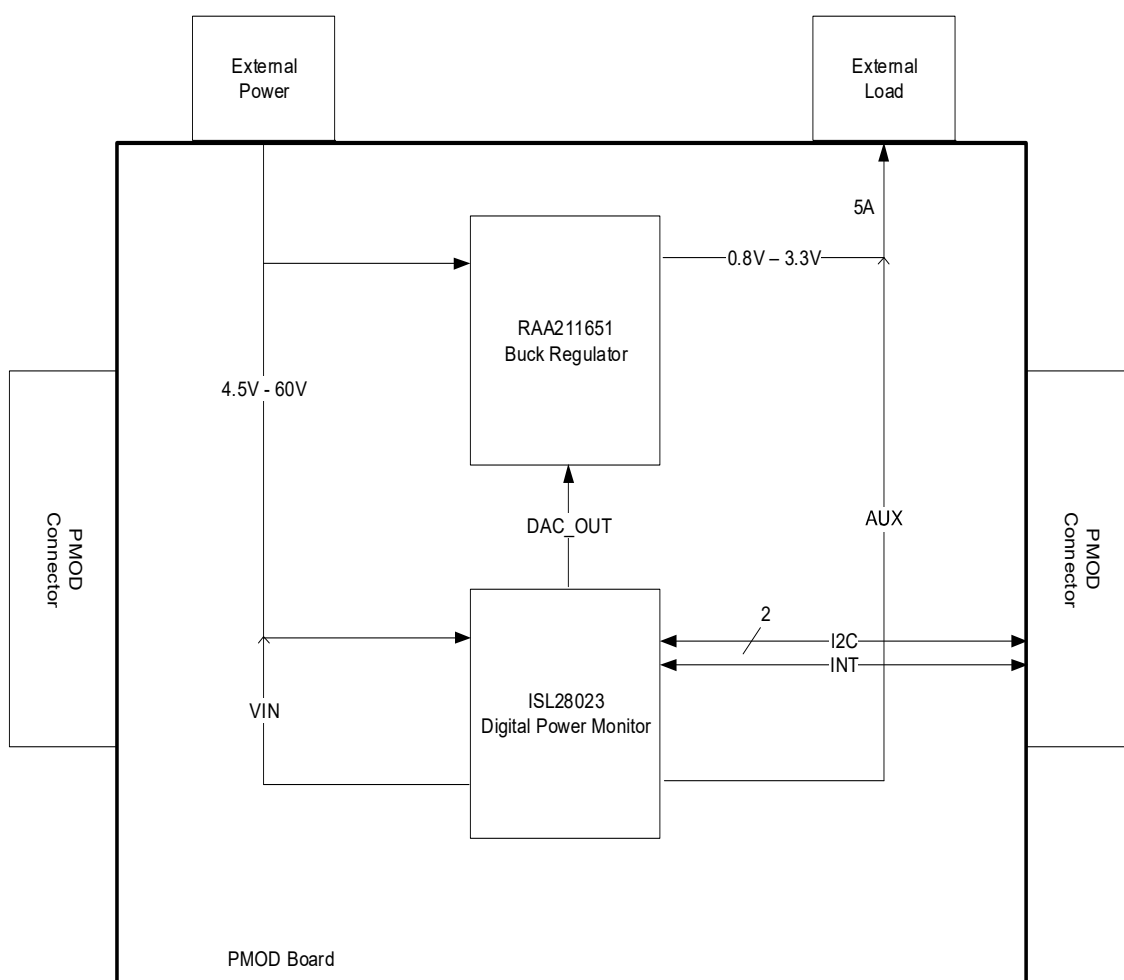 External
Power
External
Load
5A
0.8V – 3.3V
RAA211651
Buck Regulator
4.5V - 60V
PMOD
Connector
DAC_OUT
AUX
PMOD
Connector
2
I2C
INT
ISL28023
Digital Power Monitor
VIN
PMOD Board